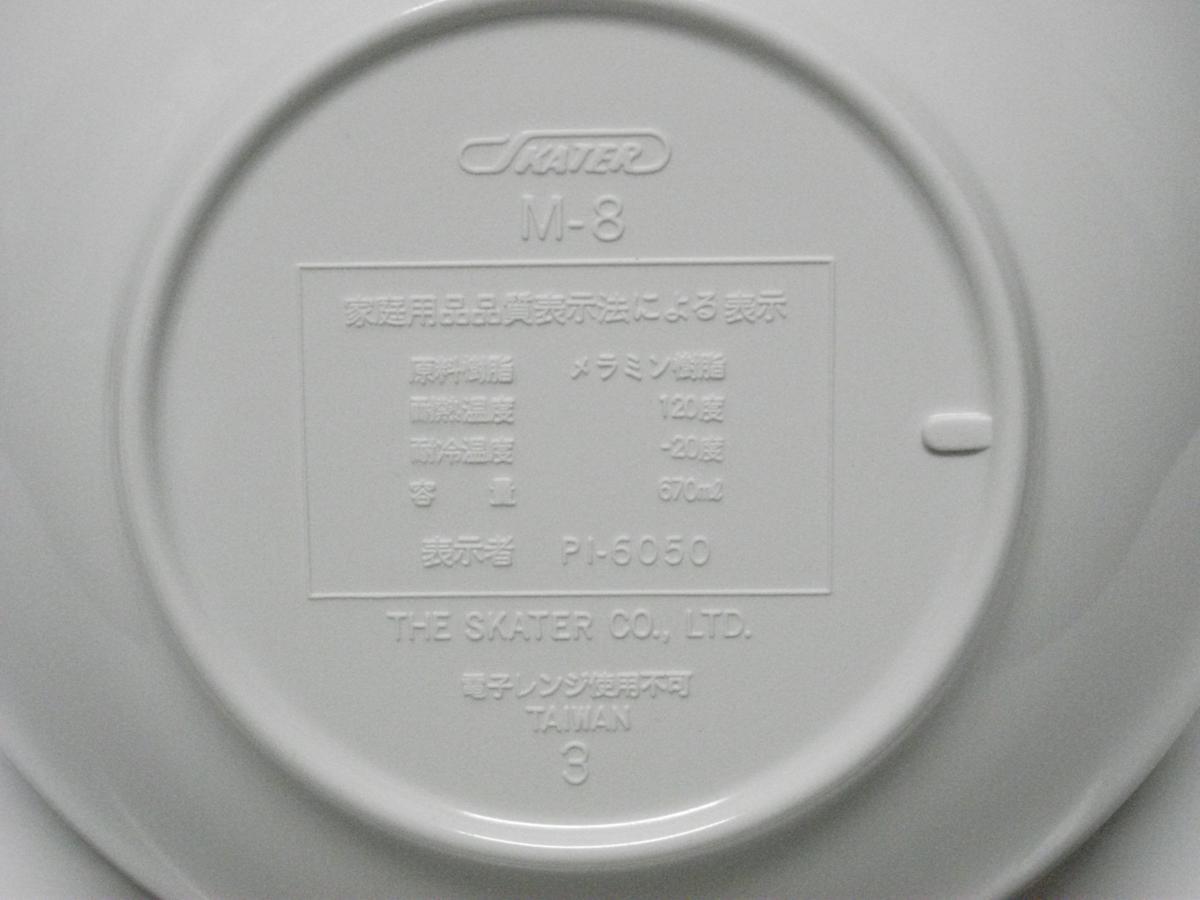 SKATER
M-8
家庭用品品質表示法による表示
原料樹脂 メラミン樹脂
耐熱温度 120度
耐冷温度 -20度
容 量 670ml
表示者 PI-6050
THE SKATER CO., LTD.
電子レンジ使用不可
TAIWAN
3